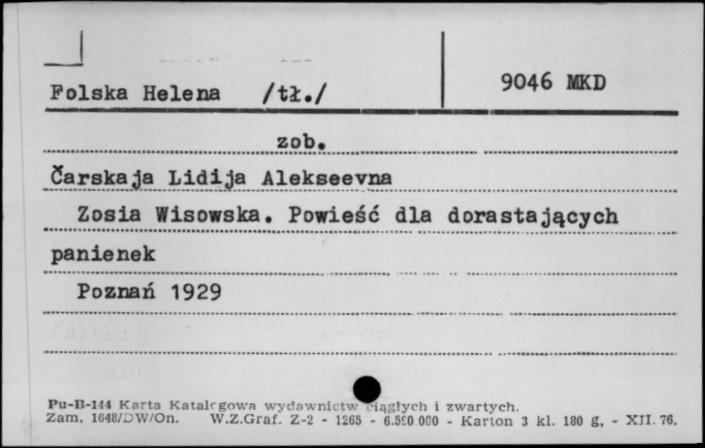 Folska Helena /tł./
9046 MKD
zob.
Čarskaja Lidija Alekseevna
Zosia Wisowska. Powieść dla dorastających
panienek
Poznań 1929
Pu-B-144 Karta Katalogowa wydawnictw ciągłych i zwartych.
Zam. 1648/DW/On. W.Z.Graf. Z-2 - 1265 - 6.590.000 - Karton 3 kl. 180 g. - XII. 76.